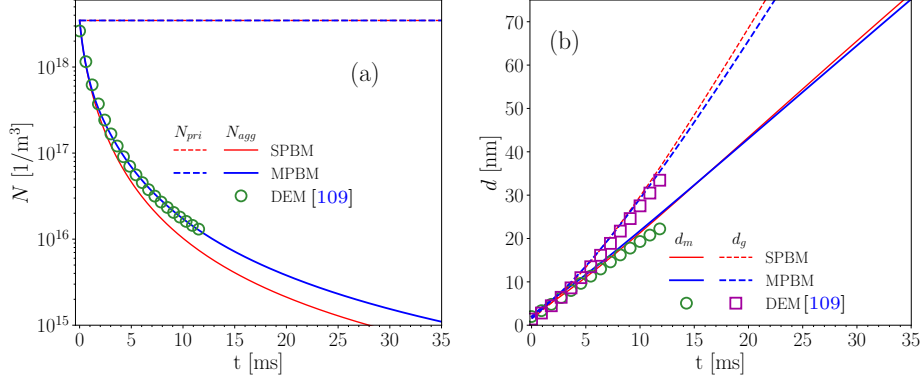 (a)
N [1/m³]
10¹⁸
10¹⁷
10¹⁶
10¹⁵
N_pri N_agg
SPBM
MPBM
DEM [109]
0 5 10 15 20 25 30 35
t [ms]
(b)
d [nm]
70
60
50
40
30
20
10
0
d_m d_g
SPBM
MPBM
DEM [109]
0 5 10 15 20 25 30 35
t [ms]